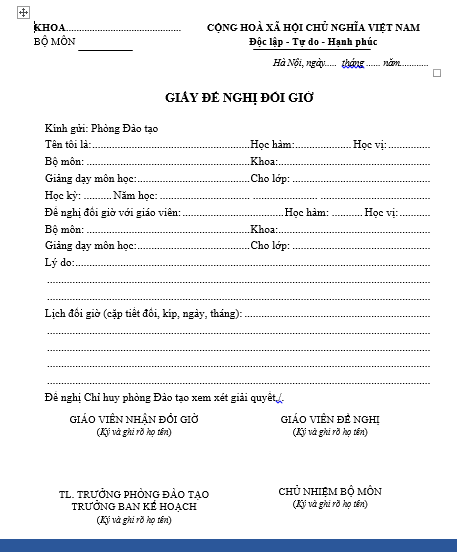 KHOA............................................
BỘ MÔN ___________
CỘNG HOÀ XÃ HỘI CHỦ NGHĨA VIỆT NAM
Độc lập - Tự do - Hạnh phúc
Hà Nội, ngày..... tháng ...... năm............
GIẤY ĐỀ NGHỊ ĐỔI GIỜ
Kính gửi: Phòng Đào tạo
Tên tôi là:..........................................................Học hàm:.....................Học vị:................
Bộ môn: ............................................................Khoa:......................................................
Giảng dạy môn học:..........................................Cho lớp: .................................................
Học kỳ: ..........Năm học: ................................. ........................ .................................
Đề nghị đổi giờ với giáo viên:......................................Học hàm: ...... ...........Học vị:............
Bộ môn: ............................................................Khoa:......................................................
Giảng dạy môn học:..........................................Cho lớp: .................................................
Lý do:..............................................................................................................................
........................................................................................................................................
........................................................................................................................................
Lịch đổi giờ (cặp tiết đổi, kíp, ngày, tháng): ....................................................................
........................................................................................................................................
........................................................................................................................................
........................................................................................................................................
........................................................................................................................................
Đề nghị Chỉ huy phòng Đào tạo xem xét giải quyết./.
GIÁO VIÊN NHẬN ĐỔI GIỜ
(Ký và ghi rõ họ tên)
GIÁO VIÊN ĐỀ NGHỊ
(Ký và ghi rõ họ tên)
TL. TRƯỞNG PHÒNG ĐÀO TẠO
TRƯỞNG BAN KẾ HOẠCH
(Ký và ghi rõ họ tên)
CHỦ NHIỆM BỘ MÔN
(Ký và ghi rõ họ tên)